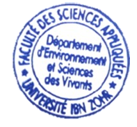 FACULTÉ DES SCIENCES APPLIQUÉES
Département
d'Environnement
et Sciences
des Vivants
UNIVERSITÉ IBN ZOHR